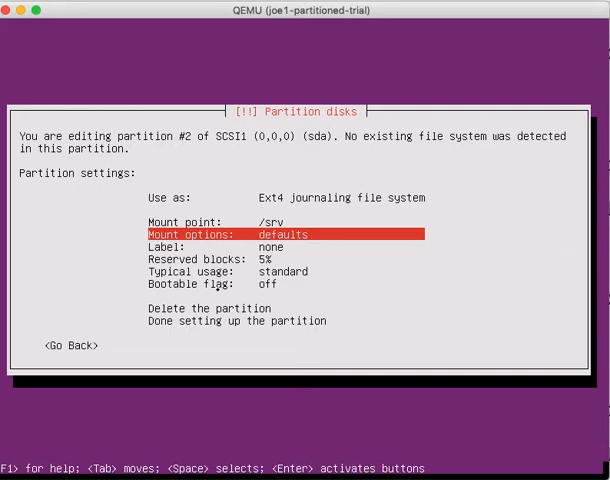 QEMU (joe1-partitioned-trial)
[!!] Partition disks
You are editing partition #2 of SCSI1 (0,0,0) (sda). No existing file system was detected
in this partition.
Partition settings:
Use as: Ext4 journaling file system
Mount point: /srv
Mount options: defaults
Label: none
Reserved blocks: 5%
Typical usage: standard
Bootable flag: off
Delete the partition
Done setting up the partition
<Go Back>
F1> for help; <Tab> moves; <Space> selects; <Enter> activates buttons